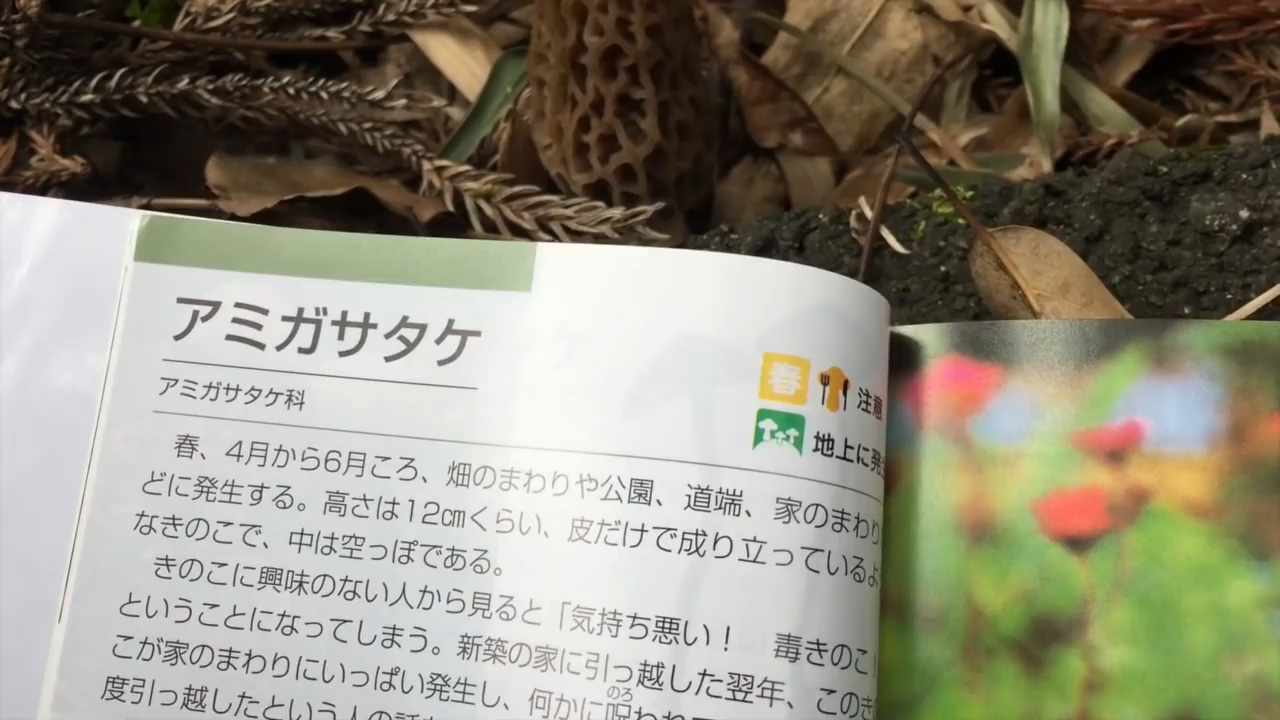 アミガサタケ
アミガサタケ科
春
注意
地上に発
春、4月から6月ころ、畑のまわりや公園、道端、家のまわり
どに発生する。高さは12cmくらい、皮だけで成り立っているよ
なきのこで、中は空っぽである。
きのこに興味のない人から見ると「気持ち悪い！　毒きのこ！
ということになってしまう。新築の家に引っ越した翌年、このき
こが家のまわりにいっぱい発生し、何かに呪われ
のろ
度引っ越したという人の話